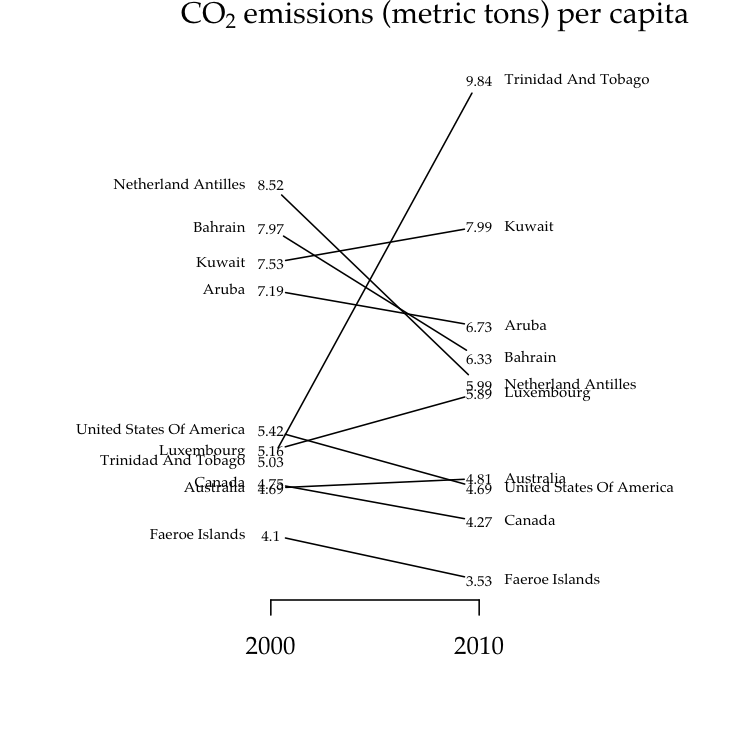 CO2 emissions (metric tons) per capita
9.84 Trinidad And Tobago
Netherland Antilles 8.52
Bahrain 7.97
7.99 Kuwait
Kuwait 7.53
Aruba 7.19
6.73 Aruba
6.33 Bahrain
5.99 Netherland Antilles
5.89 Luxembourg
United States Of America 5.42
Luxembourg 5.16
Trinidad And Tobago 5.03
4.81 Australia
Canada 4.75
Australia 4.69
4.69 United States Of America
4.27 Canada
Faeroe Islands 4.1
3.53 Faeroe Islands
2000 2010